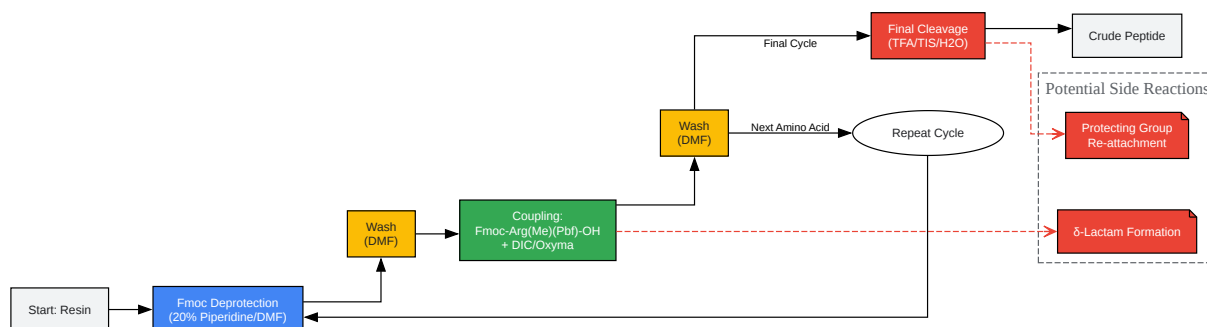 Final Cleavage
(TFA/TIS/H2O)
Crude Peptide
Final Cycle
Potential Side Reactions
Wash
(DMF)
Next Amino Acid
Repeat Cycle
Protecting Group
Re-attachment
Wash
(DMF)
Coupling:
Fmoc-Arg(Me)(Pbf)-OH
+ DIC/Oxyma
δ-Lactam Formation
Start: Resin
Fmoc Deprotection
(20% Piperidine/DMF)